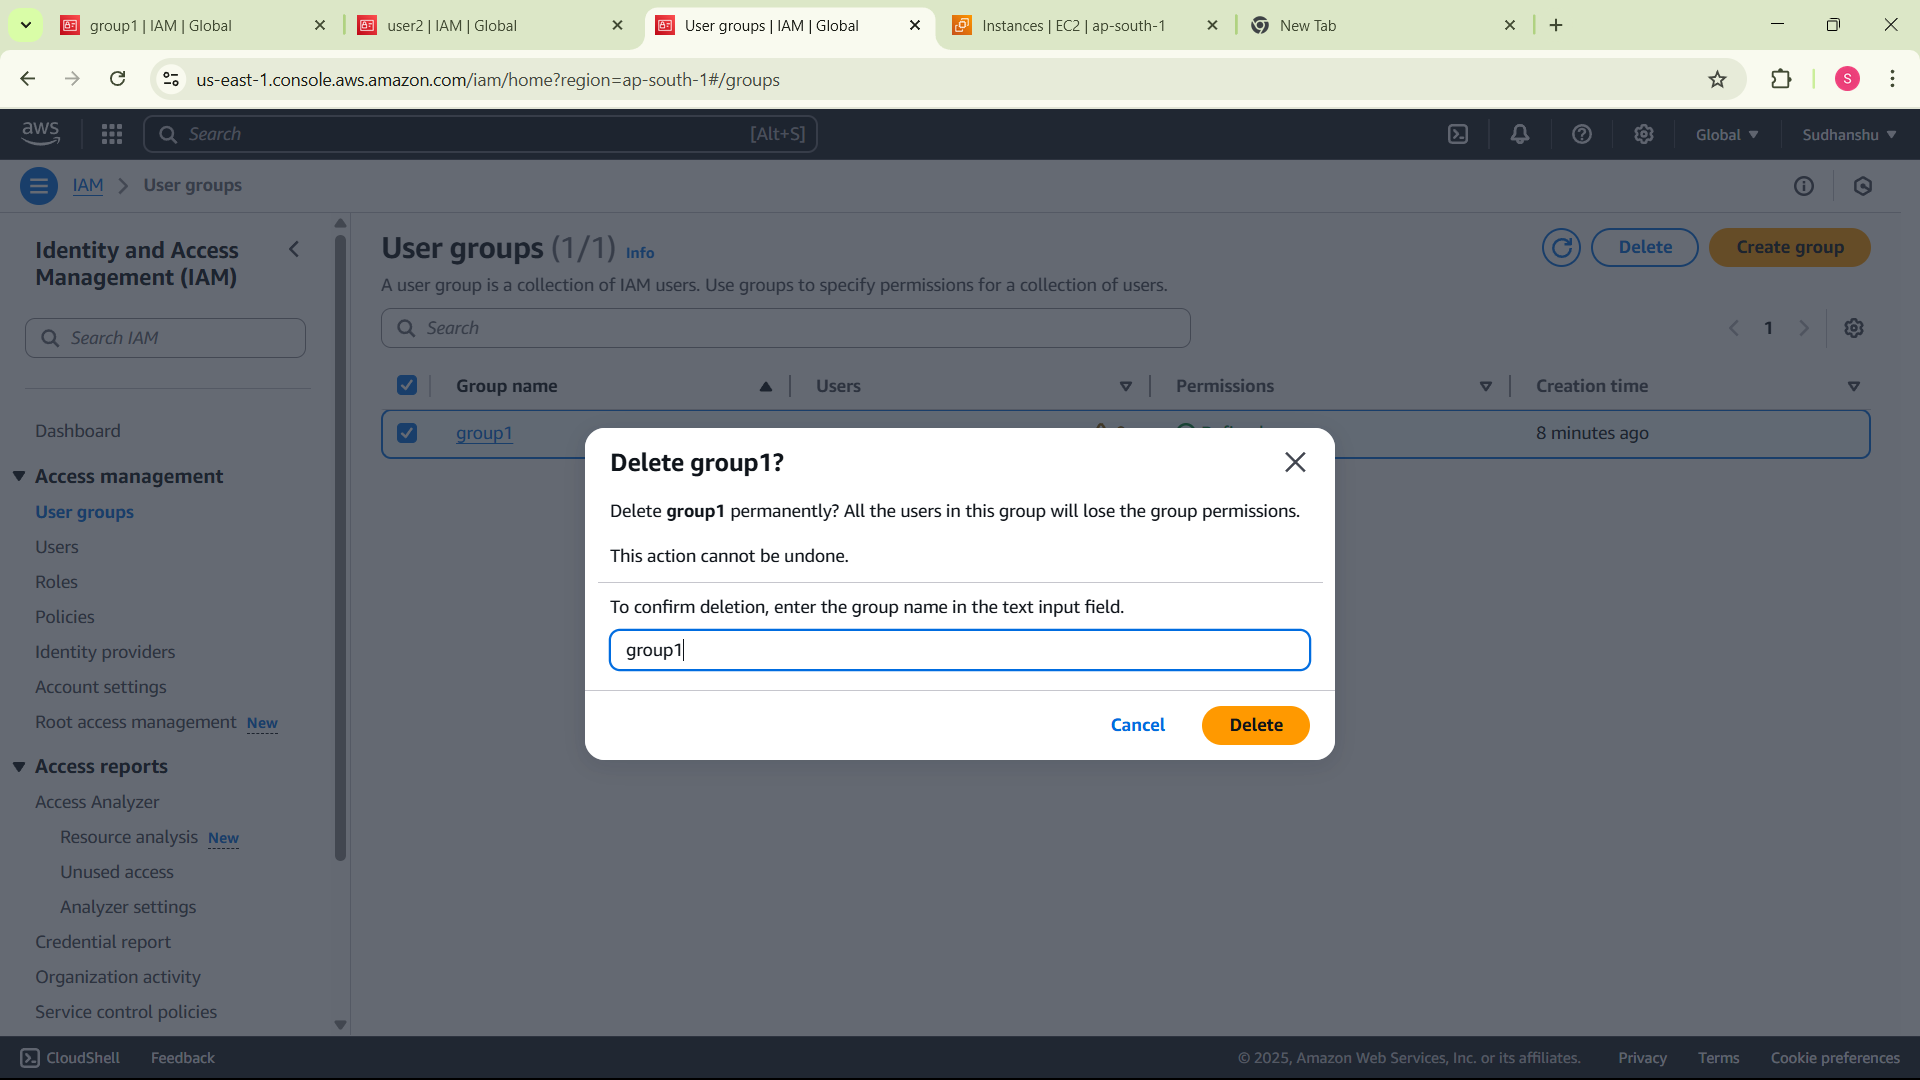 group1 | IAM | Global
user2 | IAM | Global
User groups | IAM | Global
Instances | EC2 | ap-south-1
New Tab
us-east-1.console.aws.amazon.com/iam/home?region=ap-south-1#/groups
S
aws
Search
[Alt+S]
Global
Sudhanshu
IAM
User groups
Identity and Access
Management (IAM)
Search IAM
Dashboard
Access management
User groups
Users
Roles
Policies
Identity providers
Account settings
Root access management New
Access reports
Access Analyzer
Resource analysis New
Unused access
Analyzer settings
Credential report
Organization activity
Service control policies
User groups (1/1) Info
Delete
Create group
A user group is a collection of IAM users. Use groups to specify permissions for a collection of users.
Search
1
Group name
Users
Permissions
Creation time
group1
8 minutes ago
Delete group1?
Delete group1 permanently? All the users in this group will lose the group permissions.
This action cannot be undone.
To confirm deletion, enter the group name in the text input field.
group1
Cancel
Delete
CloudShell
Feedback
© 2025, Amazon Web Services, Inc. or its affiliates.
Privacy
Terms
Cookie preferences